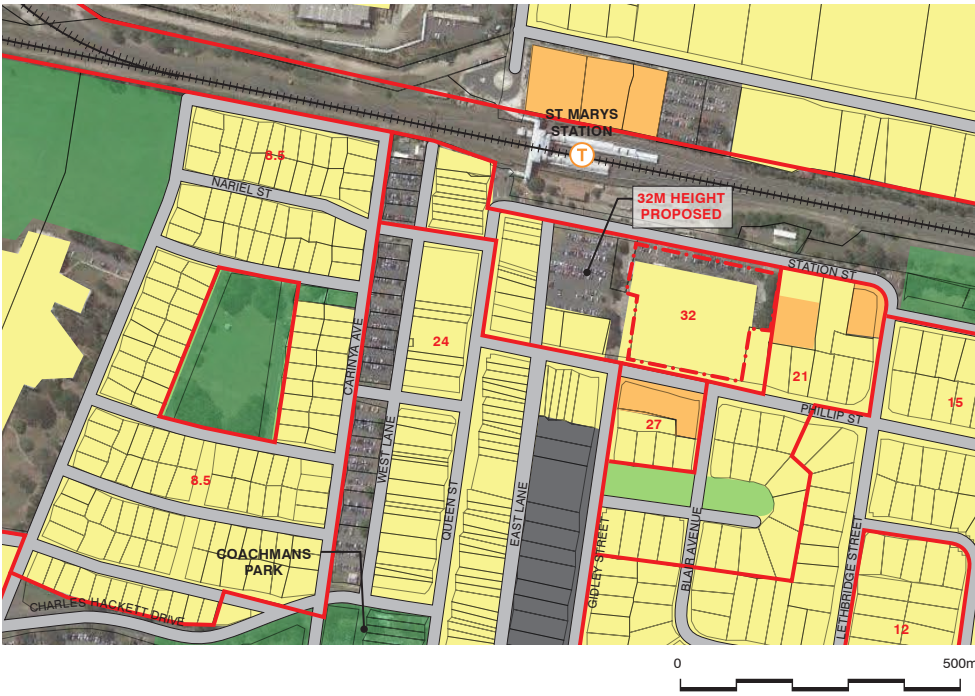 ST MARYS
STATION
T
8.5
NARIEL ST
32M HEIGHT
PROPOSED
STATION ST
CARINYA AVE
24
32
21
15
PHILLIP ST
27
8.5
WEST LANE
QUEEN ST
EAST LANE
GIDLEY STREET
BLAIR AVENUE
LETHBRIDGE STREET
COACHMANS
PARK
CHARLES HACKETT DRIVE
12
0
500m